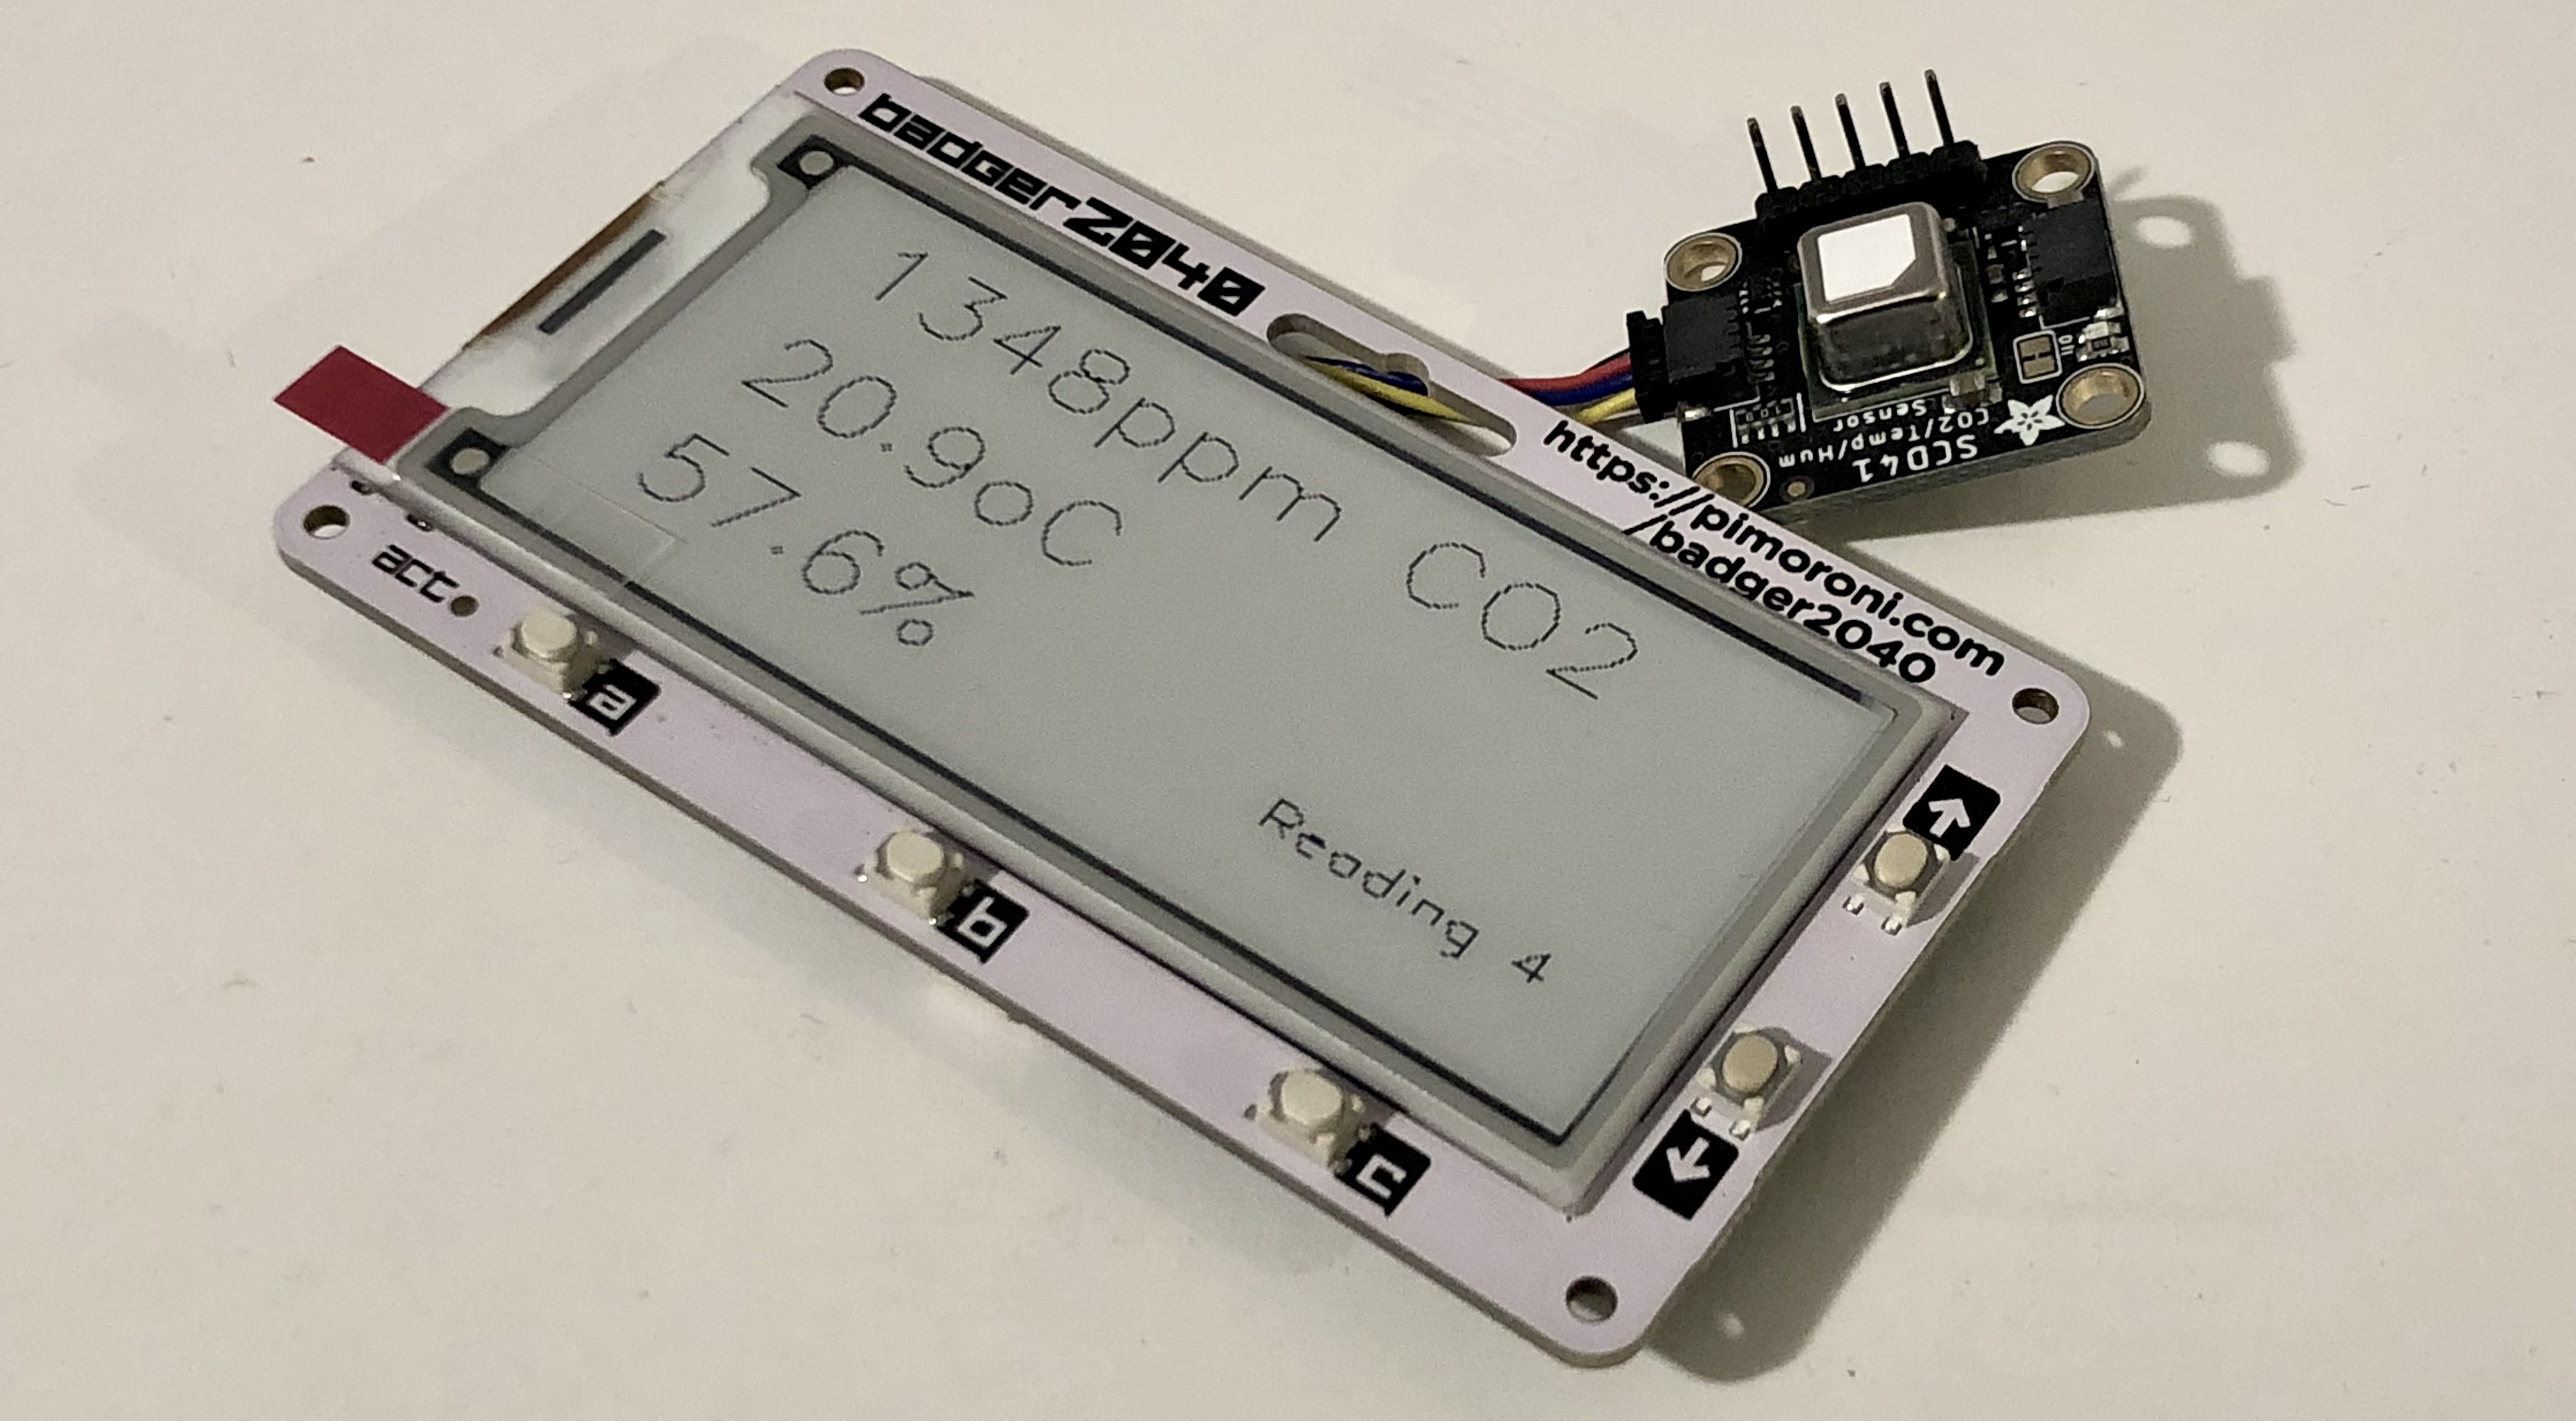 badger2040
1348ppm CO2
20.9oC
57.6%
Reading 4
https://pimoroni.com
/badger2040
act
a
b
c
SCD41
CO2/Temp/Hum
Sensor